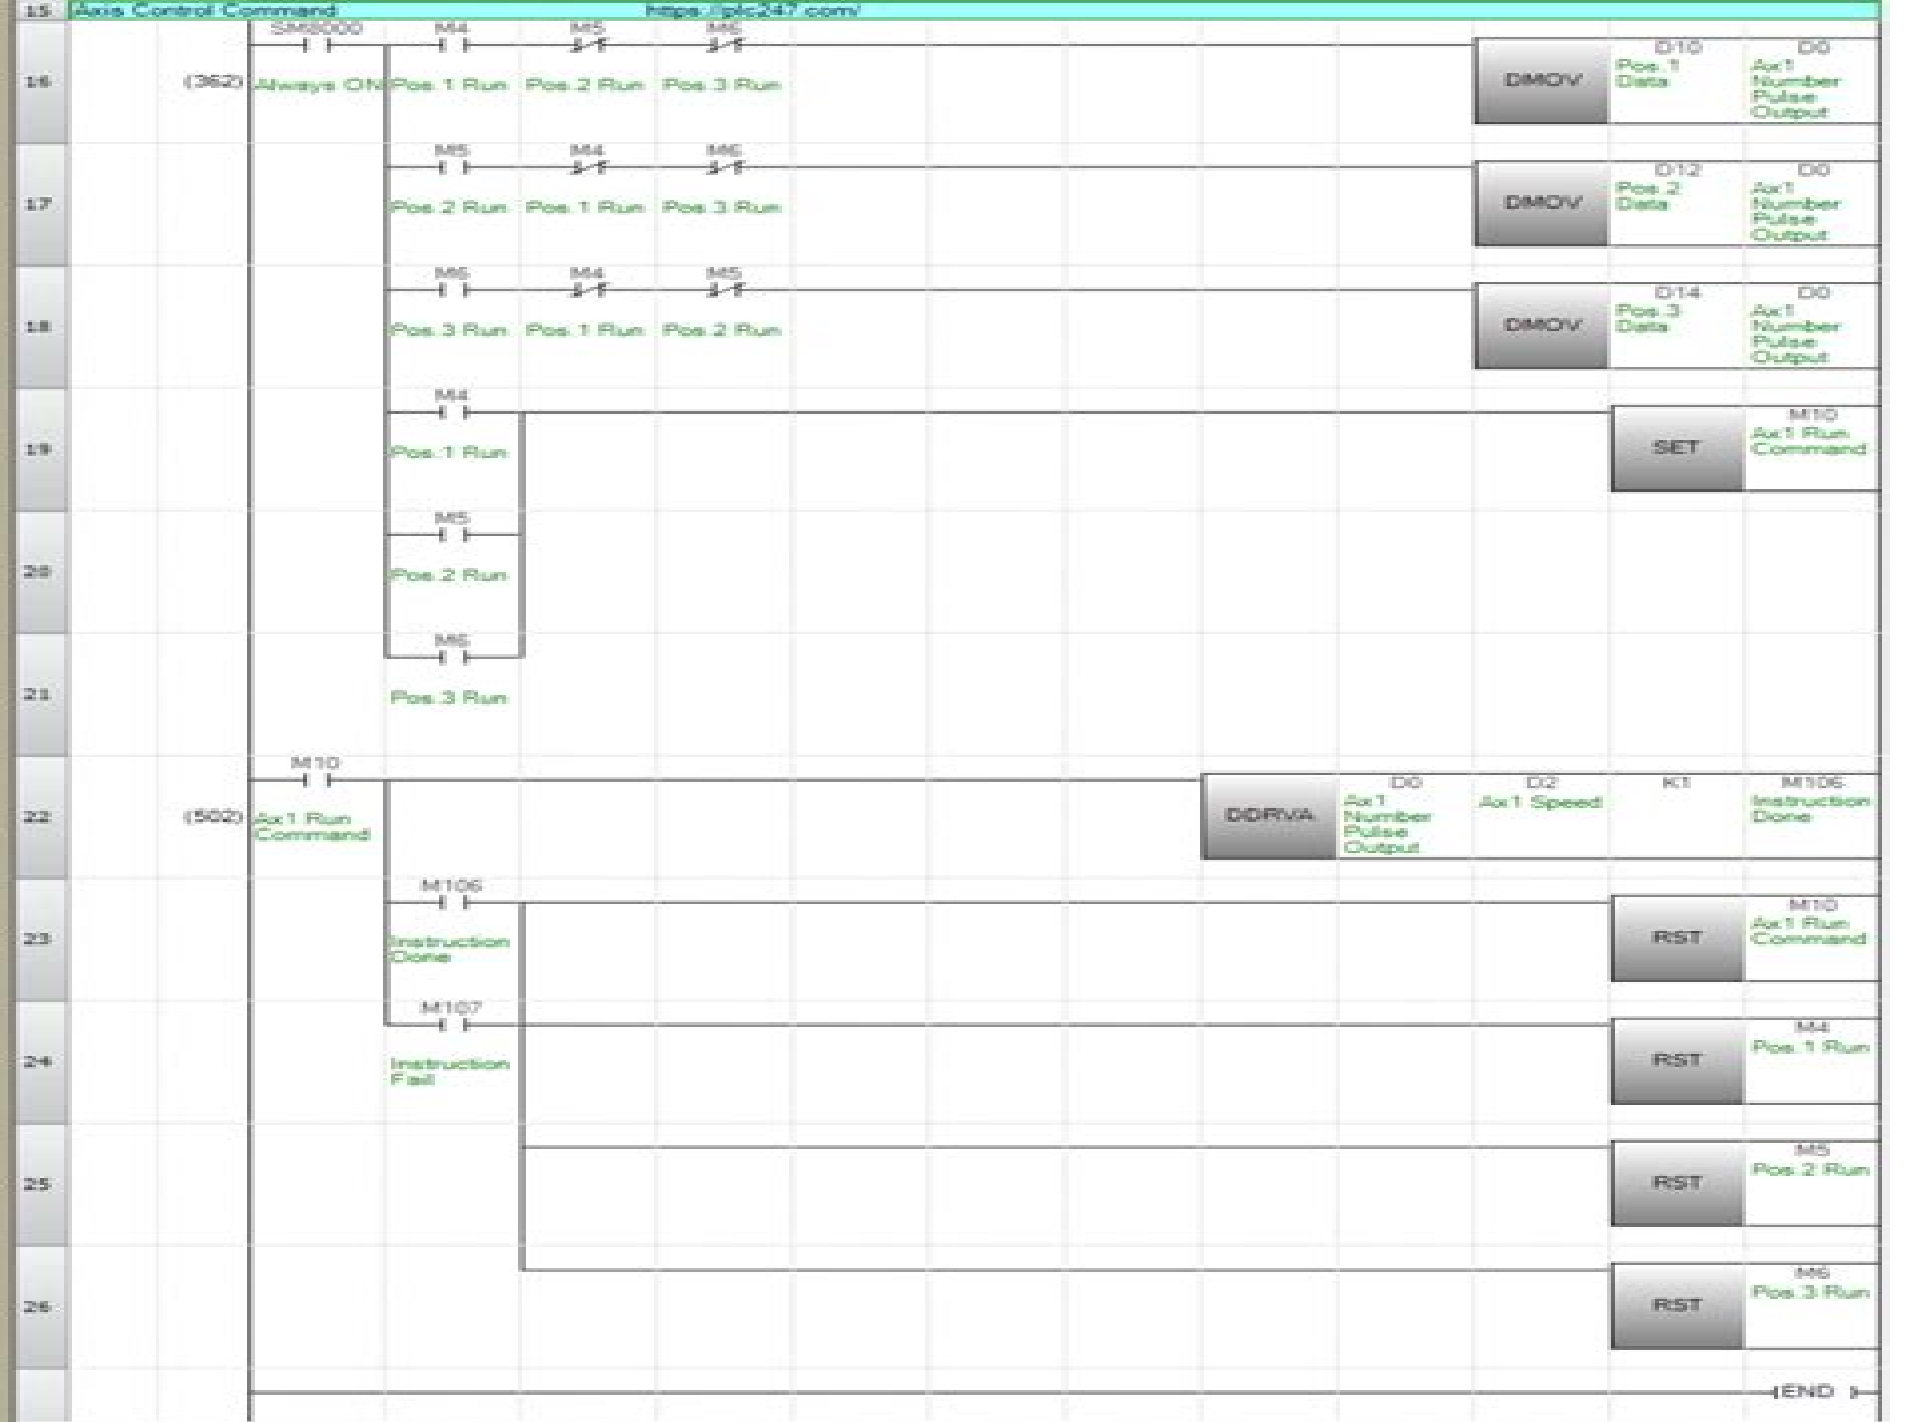 15 Axis Control Command https://plc247.com/
SM8000 M4 M5 M6 D10 D0
16 (362) Always ON Pos.1 Run Pos.2 Run Pos.3 Run DMOV Pos.1 Data Ax1 Number Pulse Output
M5 M4 M6 D12 D0
17 Pos.2 Run Pos.1 Run Pos.3 Run DMOV Pos.2 Data Ax1 Number Pulse Output
M6 M4 M5 D14 D0
18 Pos.3 Run Pos.1 Run Pos.2 Run DMOV Pos.3 Data Ax1 Number Pulse Output
M4 M10
19 Pos.1 Run SET Ax1 Run Command
M5
20 Pos.2 Run
M6
21 Pos.3 Run
M10 D0 D2 K1 M106
22 (502) Ax1 Run Command DDRVA Ax1 Number Pulse Output Ax1 Speed Instruction Done
M106 M10
23 Instruction Done RST Ax1 Run Command
M107 M4
24 Instruction Fail RST Pos.1 Run
M5
25 RST Pos.2 Run
M6
26 RST Pos.3 Run
END